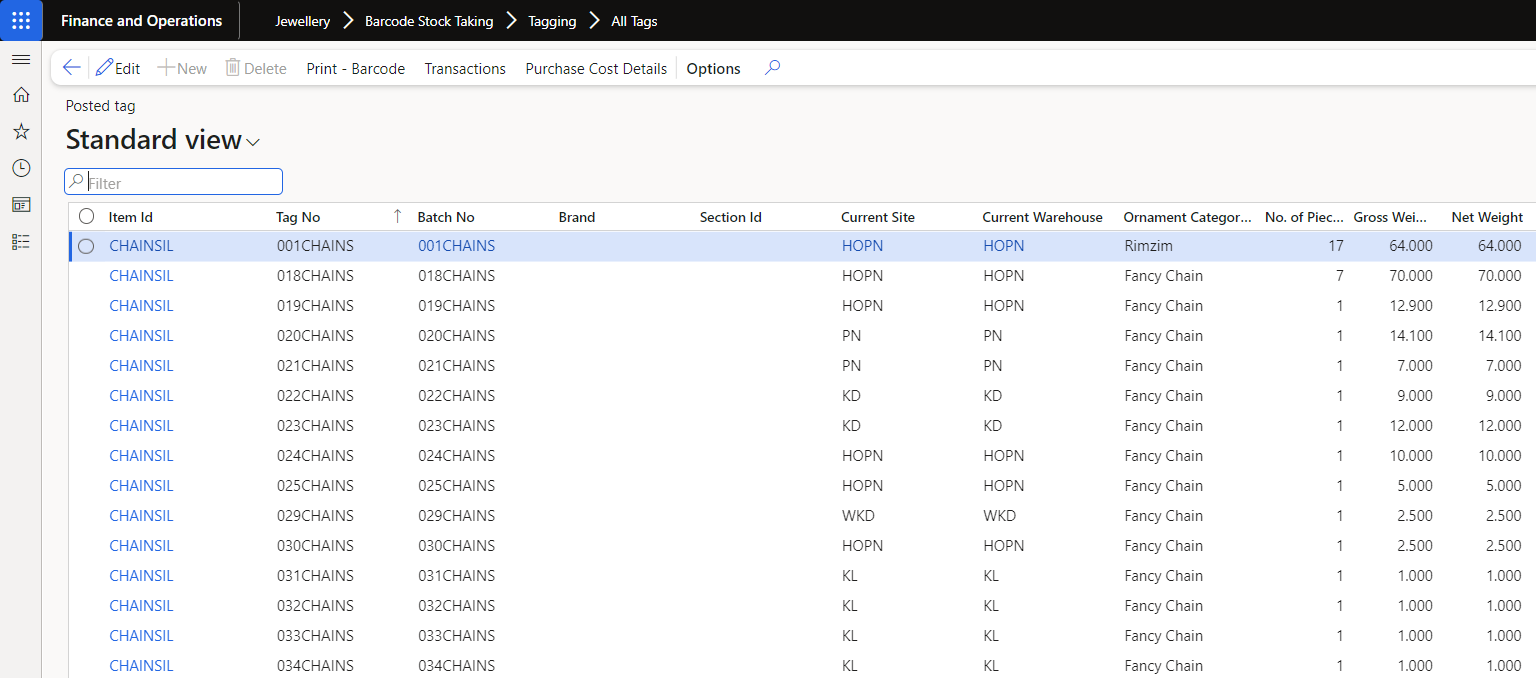 Finance and Operations Jewellery Barcode Stock Taking Tagging All Tags
Edit New Delete Print - Barcode Transactions Purchase Cost Details Options
Posted tag
Standard view
Filter
Item Id Tag No Batch No Brand Section Id Current Site Current Warehouse Ornament Categor... No. of Piec... Gross Wei... Net Weight
CHAINSIL 001CHAINS 001CHAINS HOPN HOPN Rimzim 17 64.000 64.000
CHAINSIL 018CHAINS 018CHAINS HOPN HOPN Fancy Chain 7 70.000 70.000
CHAINSIL 019CHAINS 019CHAINS HOPN HOPN Fancy Chain 1 12.900 12.900
CHAINSIL 020CHAINS 020CHAINS PN PN Fancy Chain 1 14.100 14.100
CHAINSIL 021CHAINS 021CHAINS PN PN Fancy Chain 1 7.000 7.000
CHAINSIL 022CHAINS 022CHAINS KD KD Fancy Chain 1 9.000 9.000
CHAINSIL 023CHAINS 023CHAINS KD KD Fancy Chain 1 12.000 12.000
CHAINSIL 024CHAINS 024CHAINS HOPN HOPN Fancy Chain 1 10.000 10.000
CHAINSIL 025CHAINS 025CHAINS HOPN HOPN Fancy Chain 1 5.000 5.000
CHAINSIL 029CHAINS 029CHAINS WKD WKD Fancy Chain 1 2.500 2.500
CHAINSIL 030CHAINS 030CHAINS HOPN HOPN Fancy Chain 1 2.500 2.500
CHAINSIL 031CHAINS 031CHAINS KL KL Fancy Chain 1 1.000 1.000
CHAINSIL 032CHAINS 032CHAINS KL KL Fancy Chain 1 1.000 1.000
CHAINSIL 033CHAINS 033CHAINS KL KL Fancy Chain 1 1.000 1.000
CHAINSIL 034CHAINS 034CHAINS KL KL Fancy Chain 1 1.000 1.000